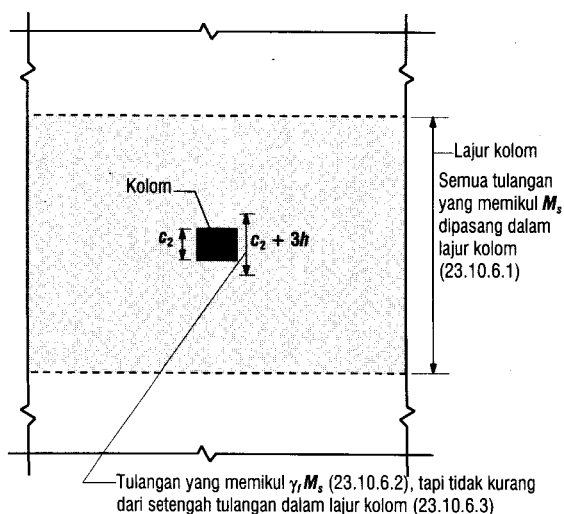 Lajur kolom
Semua tulangan
yang memikul Ms
dipasang dalam
lajur kolom
(23.10.6.1)
Kolom
c2
c2 + 3h
Tulangan yang memikul γfMs (23.10.6.2), tapi tidak kurang
dari setengah tulangan dalam lajur kolom (23.10.6.3)